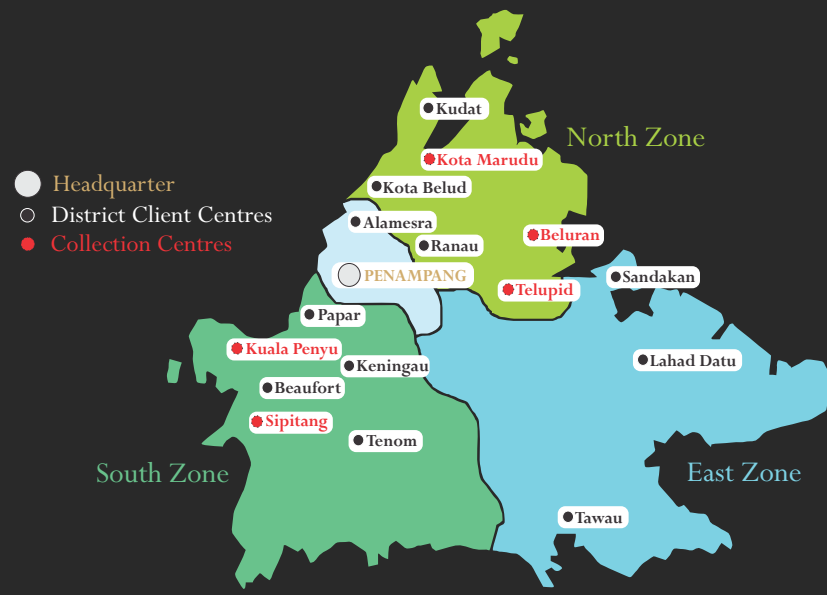 Kudat
North Zone
Kota Marudu
Headquarter
Kota Belud
District Client Centres
Alamesra
Collection Centres
Ranau
Beluran
PENAMPANG
Sandakan
Telupid
Papar
Kuala Penyu
Keningau
Lahad Datu
Beaufort
Sipitang
Tenom
South Zone
East Zone
Tawau